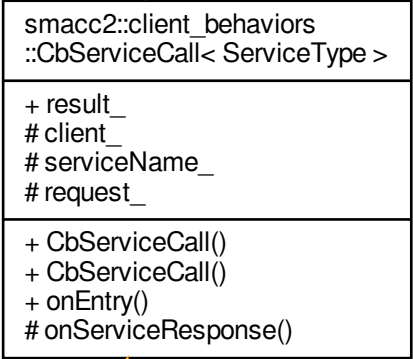 smacc2::client_behaviors
::CbServiceCall< ServiceType >
+ result_
# client_
# serviceName_
# request_
+ CbServiceCall()
+ CbServiceCall()
+ onEntry()
# onServiceResponse()